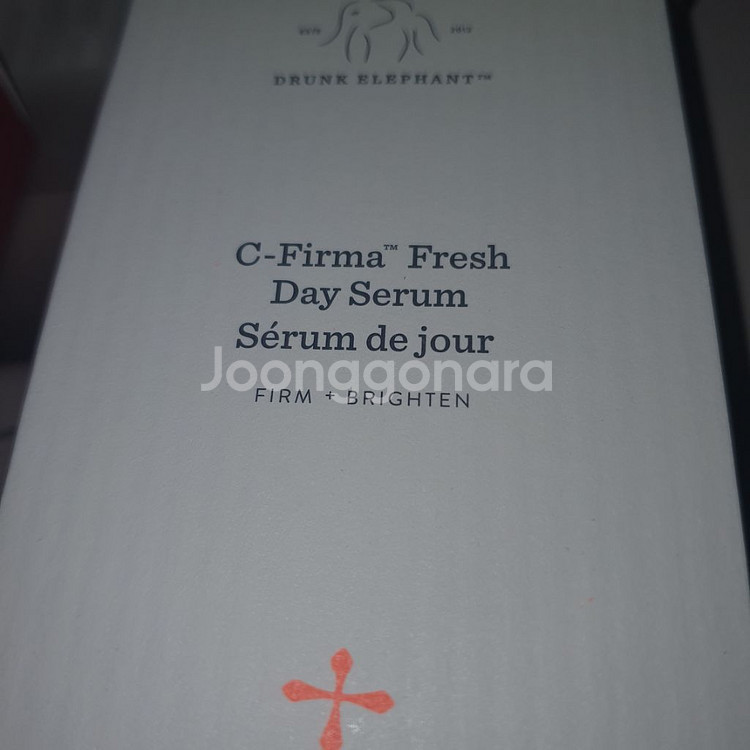 DRUNK ELEPHANT™
C-Firma™ Fresh
Day Serum
Sérum de jour
Joonggonara
FIRM + BRIGHTEN